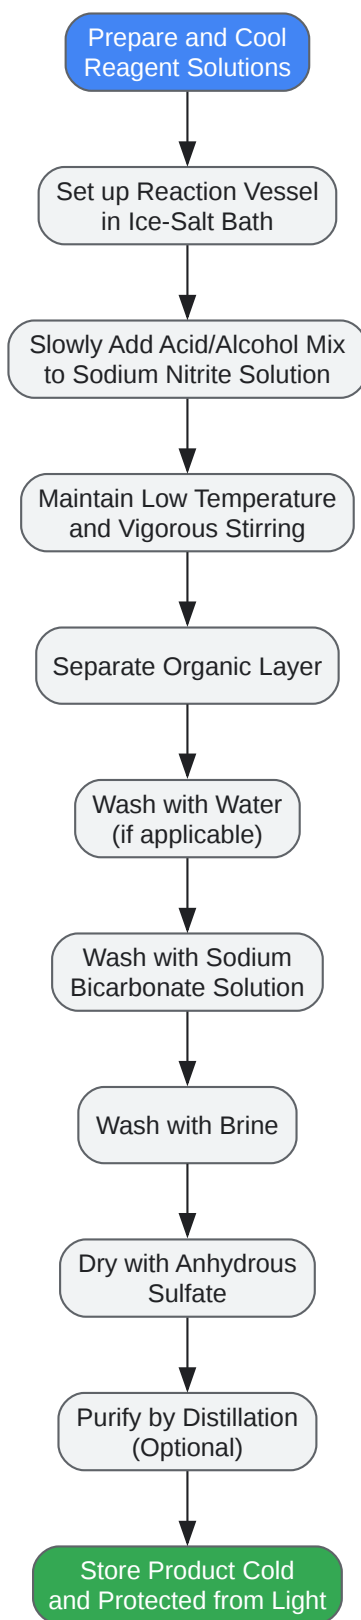 Prepare and Cool
Reagent Solutions
Set up Reaction Vessel
in Ice-Salt Bath
Slowly Add Acid/Alcohol Mix
to Sodium Nitrite Solution
Maintain Low Temperature
and Vigorous Stirring
Separate Organic Layer
Wash with Water
(if applicable)
Wash with Sodium
Bicarbonate Solution
Wash with Brine
Dry with Anhydrous
Sulfate
Purify by Distillation
(Optional)
Store Product Cold
and Protected from Light